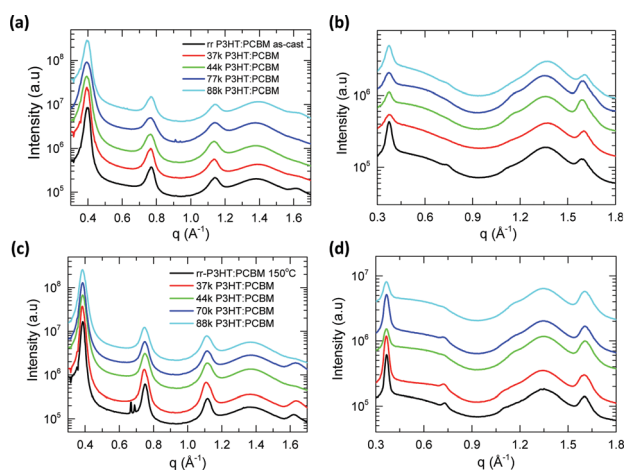 (a)
rr P3HT:PCBM as-cast
37k P3HT:PCBM
44k P3HT:PCBM
77k P3HT:PCBM
88k P3HT:PCBM
Intensity (a.u)
10⁸
10⁷
10⁶
10⁵
0.4 0.6 0.8 1.0 1.2 1.4 1.6
q (A⁻¹)
(b)
Intensity (a.u)
10⁶
10⁵
0.3 0.6 0.9 1.2 1.5 1.8
q (Å⁻¹)
(c)
rr-P3HT:PCBM 150°C
37k P3HT:PCBM
44k P3HT:PCBM
70k P3HT:PCBM
88k P3HT:PCBM
Intensity (a.u)
10⁸
10⁷
10⁶
10⁵
0.4 0.6 0.8 1.0 1.2 1.4 1.6
q (Å⁻¹)
(d)
Intensity (a.u)
10⁷
10⁶
10⁵
0.3 0.6 0.9 1.2 1.5 1.8
q (Å⁻¹)